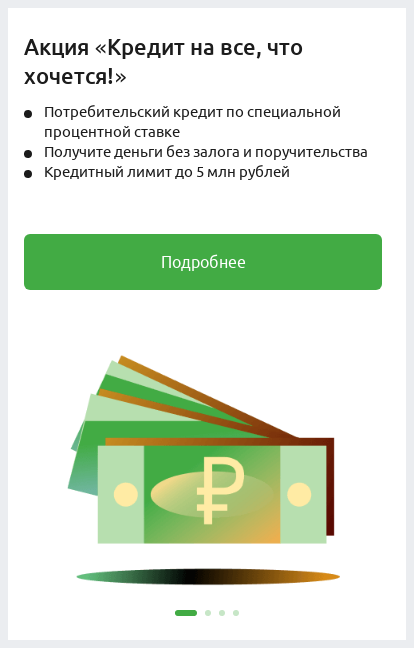 Акция «Кредит на все, что
хочется!»
Потребительский кредит по специальной
процентной ставке
Получите деньги без залога и поручительства
Кредитный лимит до 5 млн рублей
Подробнее
₽